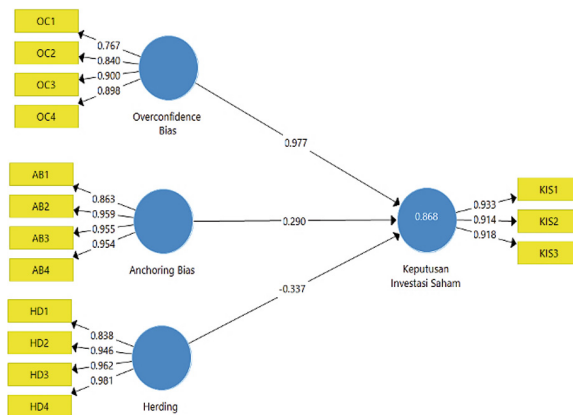 OC1
OC2
OC3
OC4
0.767
0.840
0.900
0.898
Overconfidence
Bias
0.977
AB1
AB2
AB3
AB4
0.863
0.959
0.955
0.954
Anchoring Bias
0.290
HD1
HD2
HD3
HD4
0.838
0.946
0.962
0.981
Herding
-0.337
0.868
Keputusan
Investasi Saham
0.933
0.914
0.918
KIS1
KIS2
KIS3